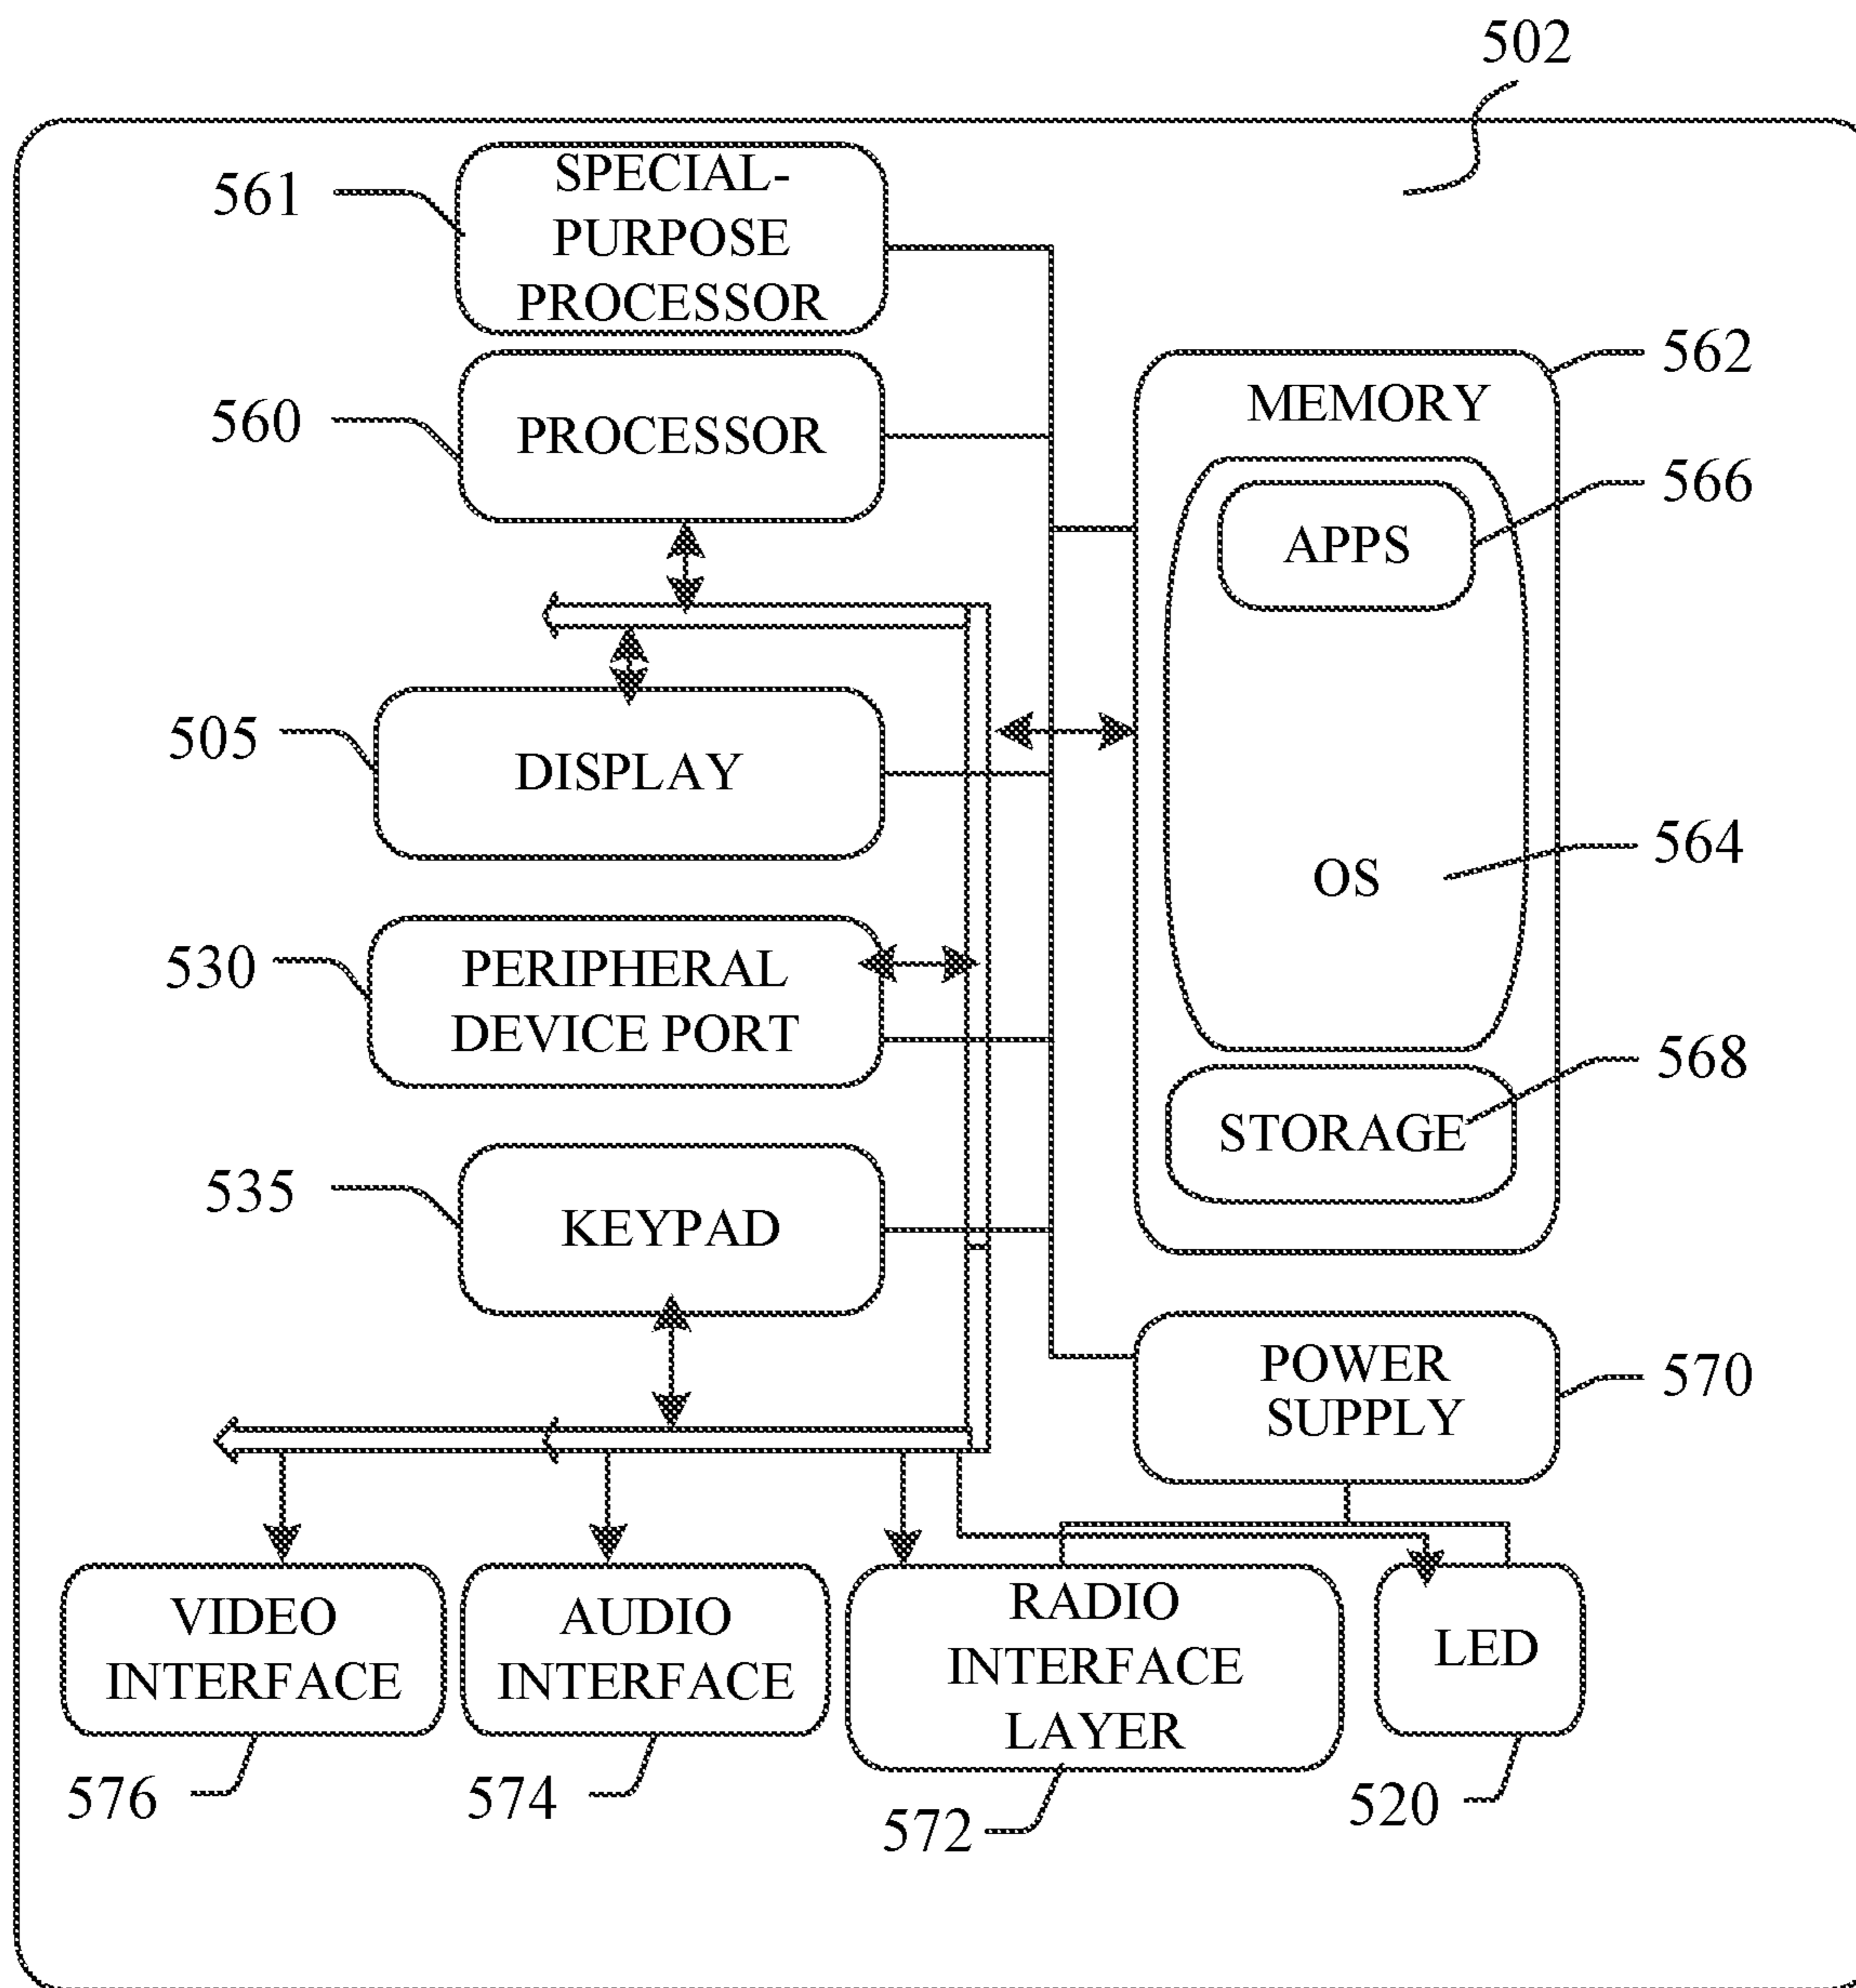 502
561
SPECIAL-
PURPOSE
PROCESSOR
560
PROCESSOR
562
MEMORY
566
APPS
505
DISPLAY
564
OS
530
PERIPHERAL
DEVICE PORT
568
STORAGE
535
KEYPAD
POWER
SUPPLY
570
VIDEO
INTERFACE
AUDIO
INTERFACE
RADIO
INTERFACE
LAYER
LED
576
574
572
520